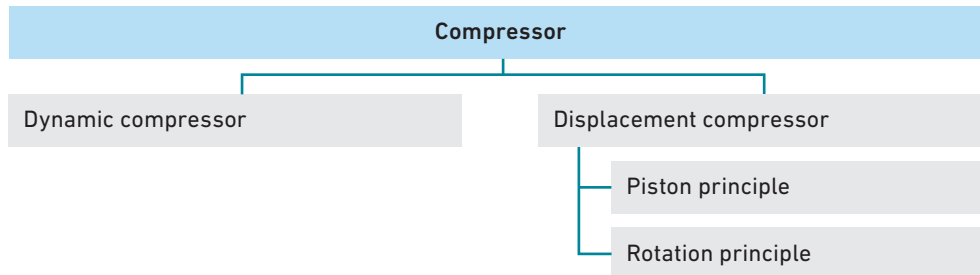 Compressor
Dynamic compressor
Displacement compressor
Piston principle
Rotation principle